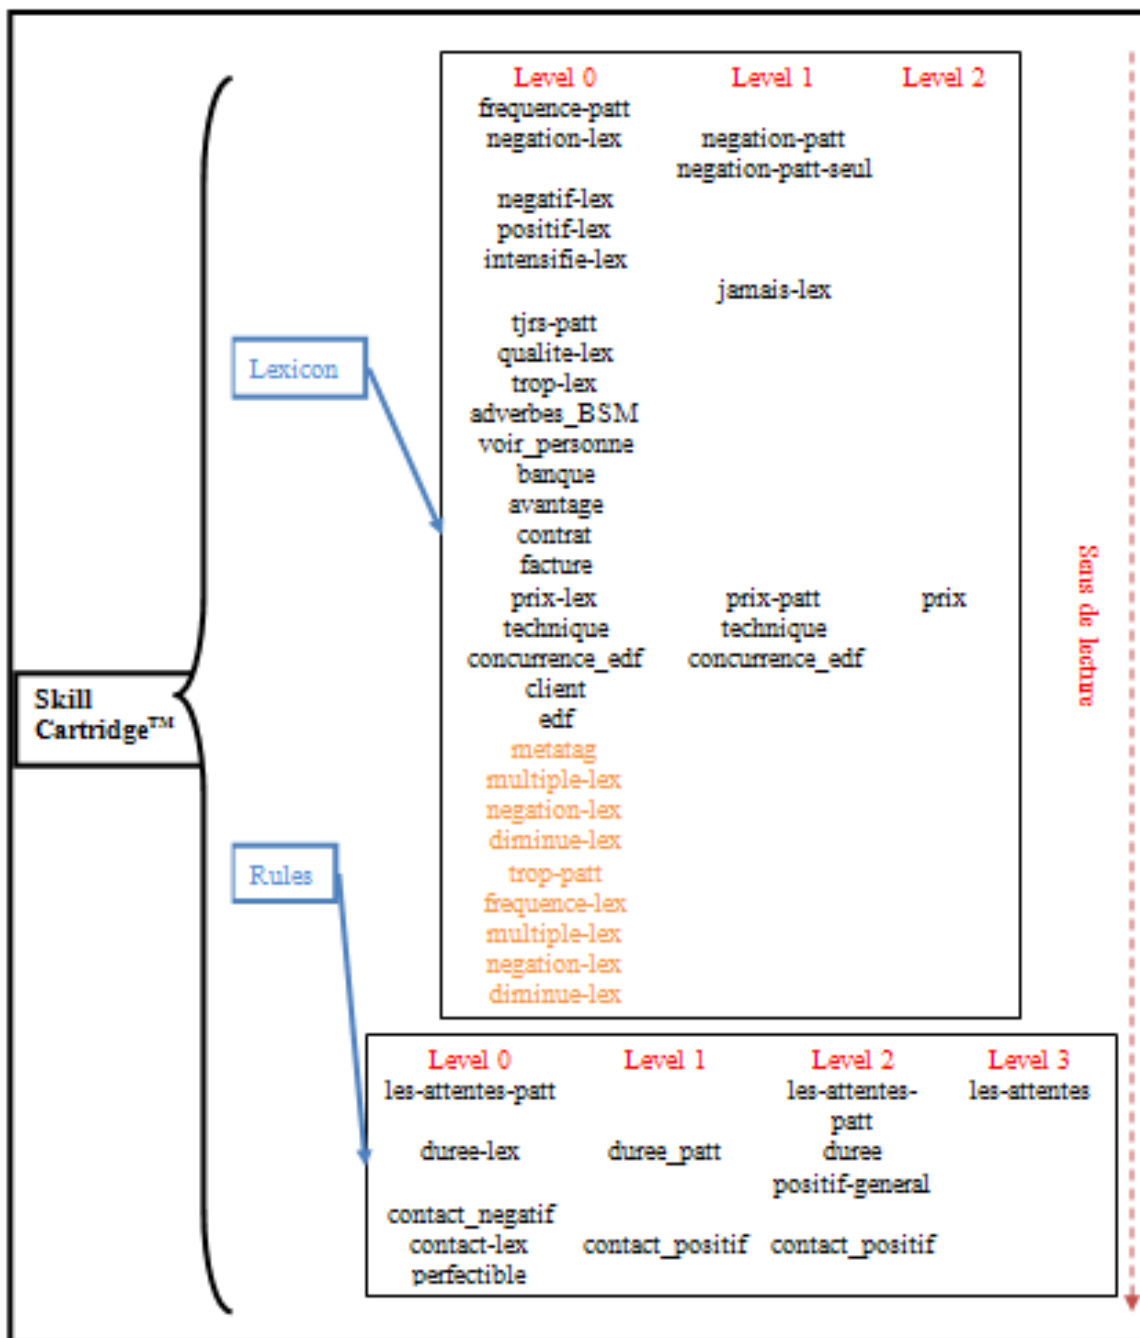 Level 0 Level 1 Level 2
frequence-patt
negation-lex negation-patt
negation-patt-seul
negatif-lex
positif-lex
intensifie-lex
jamais-lex
tjrs-patt
qualite-lex
trop-lex
adverbes_BSM
voir_personne
banque
avantage
contrat
facture
prix-lex prix-patt prix
technique technique
concurrence_edf concurrence_edf
client
edf
metatag
multiple-lex
negation-lex
diminue-lex
trop-patt
frequence-lex
multiple-lex
negation-lex
diminue-lex
Lexicon
Skill
Cartridge™
Rules
Sens de lecture
Level 0 Level 1 Level 2 Level 3
les-attentes-patt les-attentes- les-attentes
patt
duree-lex duree_patt duree
positif-general
contact_negatif
contact-lex contact_positif contact_positif
perfectible